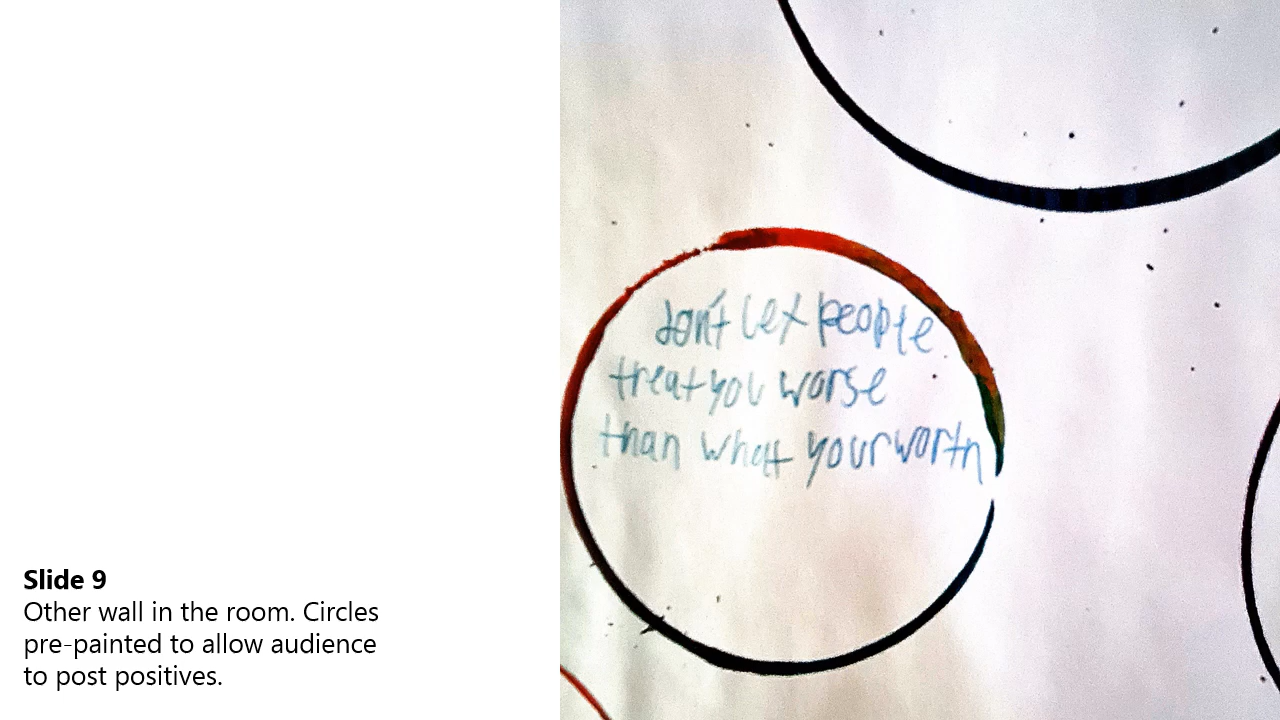 don't let people
treat you worse
than what your worth
Slide 9
Other wall in the room. Circles
pre-painted to allow audience
to post positives.